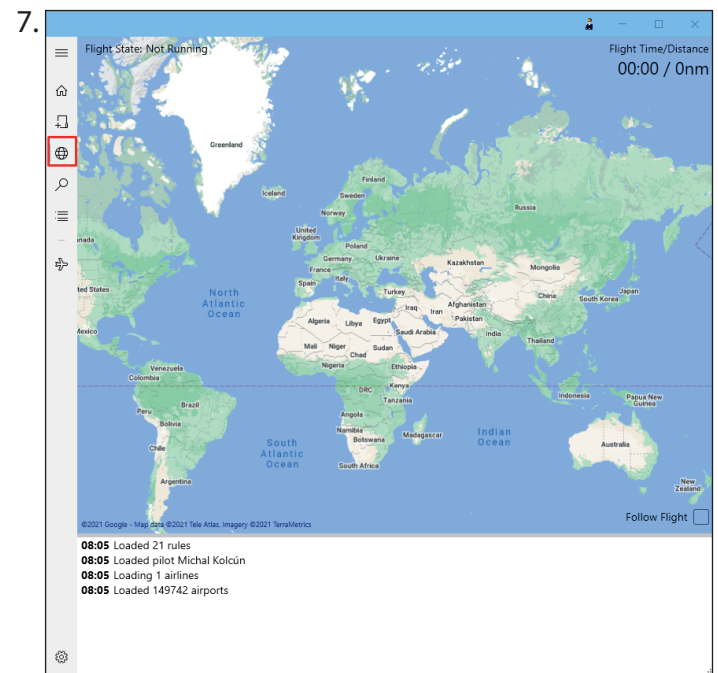 7.
Flight State: Not Running
Flight Time/Distance
00:00 / 0nm
Greenland
Iceland
Finland
Sweden
Norway
Russia
United
Kingdom
nada
Poland
Germany
Ukraine
France
Kazakhstan
Mongolia
Italy
Spain
ted States
North
Atlantic
Ocean
Turkey
China
Japan
South Korea
Iraq
Iran
Afghanistan
Pakistan
Algeria
Libya
Egypt
Saudi Arabia
Mexico
India
Thailand
Mali
Niger
Chad
Sudan
Nigeria
Ethiopia
Venezuela
Colombia
DRC
Kenya
Tanzania
Indonesia
Papua New
Guinea
Brazil
Peru
Bolivia
Angola
Namibia
Botswana
Madagascar
Indian
Ocean
Chile
South
Atlantic
Ocean
Australia
South Africa
Argentina
New
Zealand
Follow Flight
©2021 Google - Map data ©2021 Tele Atlas, Imagery ©2021 TerraMetrics
08:05 Loaded 21 rules
08:05 Loaded pilot Michal Kolcún
08:05 Loading 1 airlines
08:05 Loaded 149742 airports